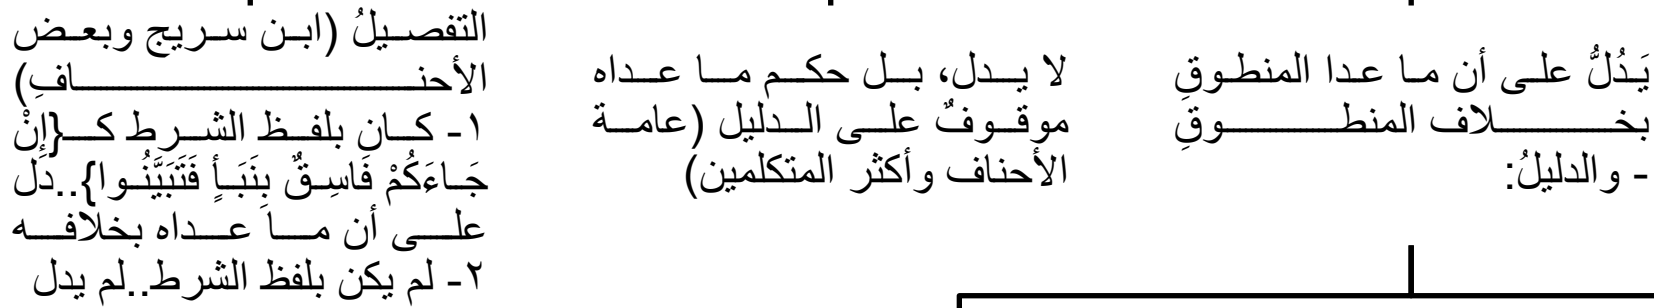 يَدُلُّ على أن ما عدا المنطوقِ
بخلاف المنطوقِ
- والدليلُ:
لا يدل، بل حكم ما عداه
موقوفٌ على الدليل (عامة
الأحناف وأكثر المتكلمين)
التفصيلُ (ابن سريج وبعض
الأحنافِ)
١- كان بلفظ الشرط كـ{إِنْ
جَاءَكُمْ فَاسِقٌ بِنَبَأٍ فَتَبَيَّنُوا}..دَل
على أن ما عداه بخلافه
٢- لم يكن بلفظ الشرط..لم يدل